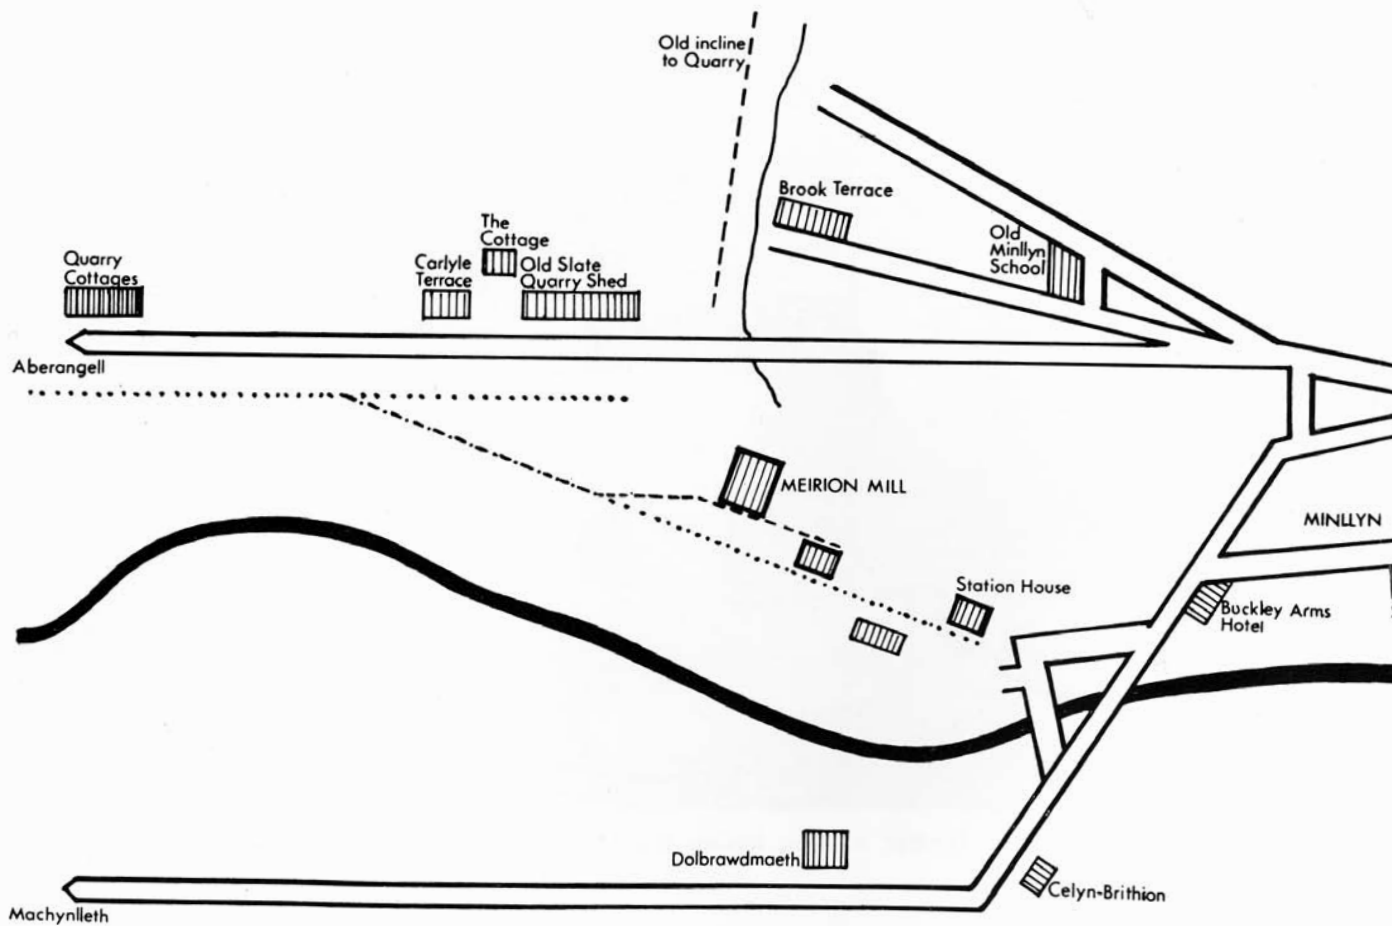 Old incline
to Quarry
Brook Terrace
The
Cottage
Old
Minllyn
School
Quarry
Cottages
Carlyle
Terrace
Old Slate
Quarry Shed
Aberangell
MEIRION MILL
MINLLYN
Station House
Buckley Arms
Hotel
Dolbrawdmaeth
Celyn-Brithion
Machynlleth